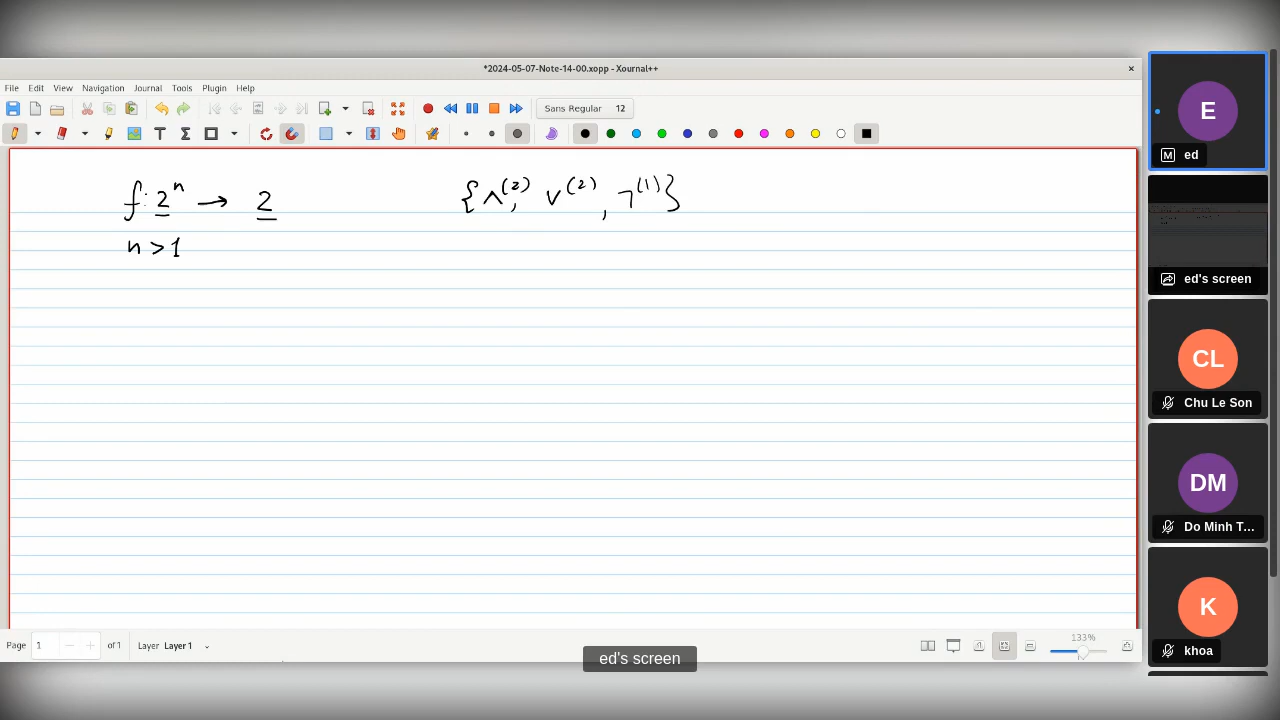 *2024-05-07-Note-14-00.xopp - Xournal++ ×
File Edit View Navigation Journal Tools Plugin Help
Sans Regular 12
f: 2ⁿ → 2 {∧⁽²⁾, ∨⁽²⁾, ¬⁽¹⁾}
n > 1
Page 1 of 1 Layer Layer 1 133%
ed's screen
E
ed
ed's screen
CL
Chu Le Son
DM
Do Minh T...
K
khoa